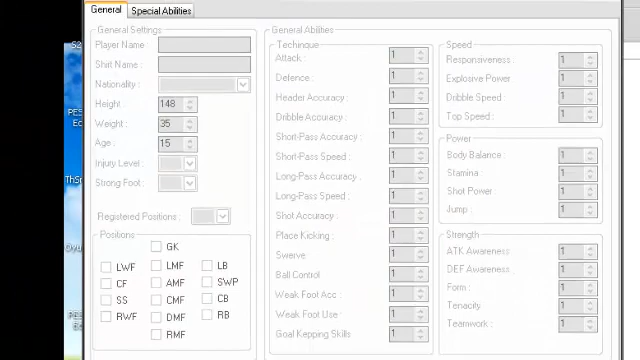 General
Special Abilities
General Settings
Player Name :
Shirt Name :
Nationality :
Height : 148
Weight : 35
Age : 15
Injury Level :
Strong Foot :
Registered Positions :
Positions
GK
LWF LMF LB
CF AMF SWP
SS CMF CB
RWF DMF RB
RMF
General Abilities
Techinque
Attack : 1
Defence : 1
Header Accuracy : 1
Dribble Accuracy : 1
Short-Pass Accuracy : 1
Short-Pass Speed : 1
Long-Pass Accuracy : 1
Long-Pass Speed : 1
Shot Accuracy : 1
Place Kicking : 1
Swerve 1
Ball Control 1
Weak Foot Acc : 1
Weak Foot Use : 1
Goal Kepping Skills 1
Speed
Responsiveness : 1
Explosive Power 1
Dribble Speed : 1
Top Speed : 1
Power
Body Balance : 1
Stamina : 1
Shot Power : 1
Jump : 1
Strength
ATK Awareness 1
DEF Awareness 1
Form : 1
Tenacity 1
Teamwork : 1